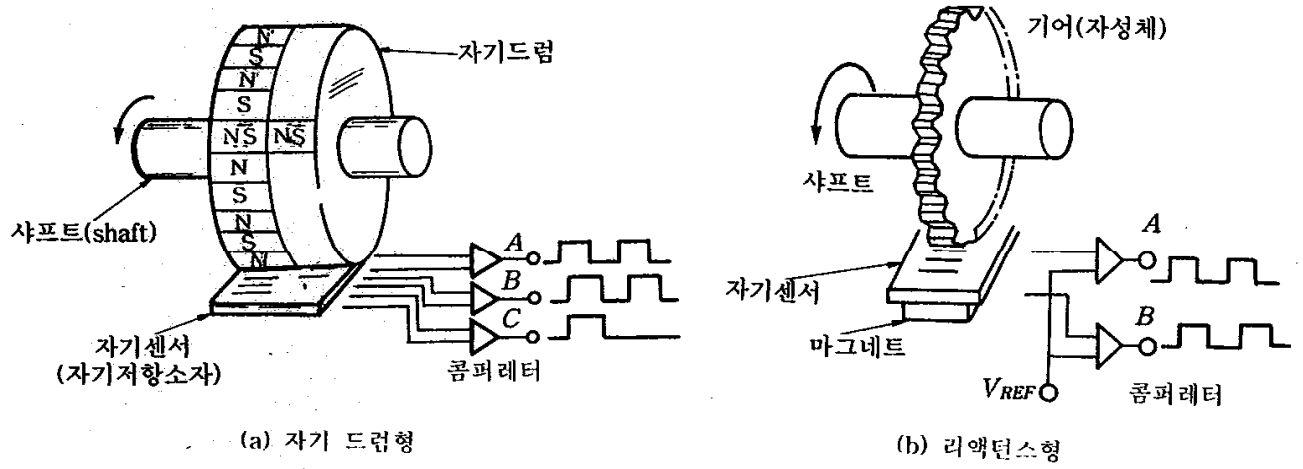 N
S
N
S
NS NS
N
S
N
S
N
자기드럼
샤프트(shaft)
자기센서
(자기저항소자)
A
B
C
콤퍼레터
(a) 자기 드럼형
기어(자성체)
샤프트
자기센서
마그네트
A
B
VREF
콤퍼레터
(b) 리액턴스형